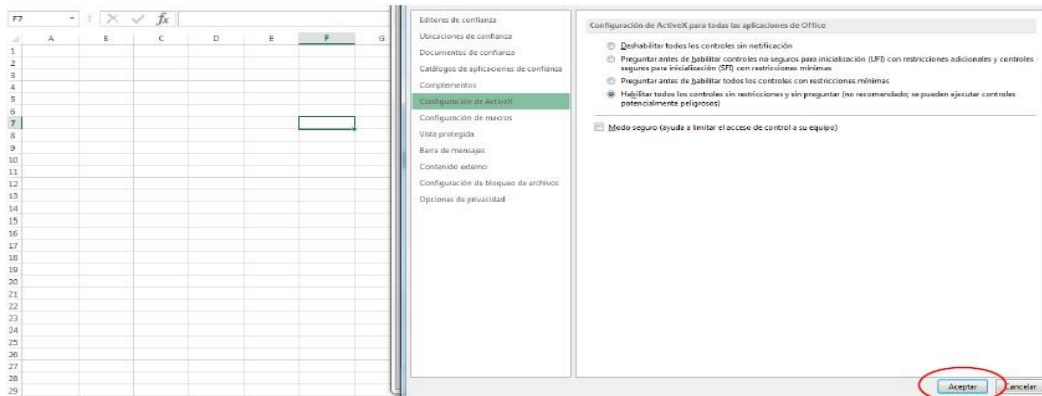 F7
fx
A B C D E F G
1
2
3
4
5
6
7
8
9
10
11
12
13
14
15
16
17
18
19
20
21
22
23
24
25
26
27
28
29
Editores de confianza
Ubicaciones de confianza
Documentos de confianza
Catálogos de aplicaciones de confianza
Complementos
Configuración de ActiveX
Configuración de macros
Vista protegida
Barra de mensajes
Contenido externo
Configuración de bloqueo de archivos
Opciones de privacidad
Configuración de ActiveX para todas las aplicaciones de Office
Deshabilitar todos los controles sin notificación
Preguntar antes de habilitar controles no seguros para inicialización (UFI) con restricciones adicionales y controles
seguros para inicialización (SFI) con restricciones mínimas
Preguntar antes de habilitar todos los controles con restricciones mínimas
Habilitar todos los controles sin restricciones y sin preguntar (no recomendado; se pueden ejecutar controles
potencialmente peligrosos)
Modo seguro (ayuda a limitar el acceso de control a su equipo)
Aceptar
Cancelar